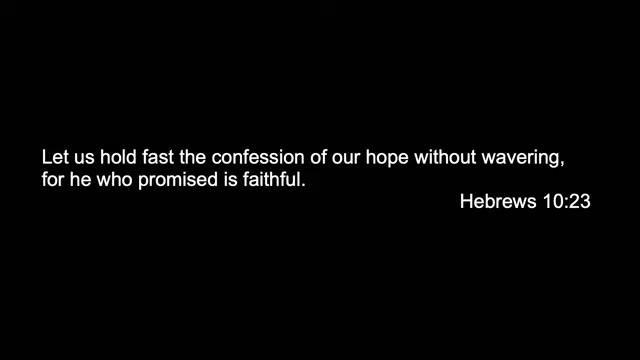 Let us hold fast the confession of our hope without wavering,
for he who promised is faithful.
Hebrews 10:23